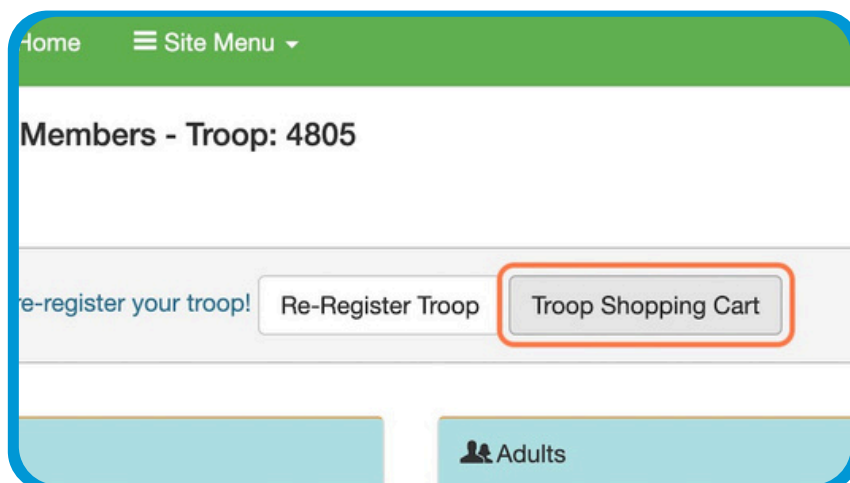 Home Site Menu
Members - Troop: 4805
re-register your troop! Re-Register Troop Troop Shopping Cart
Adults